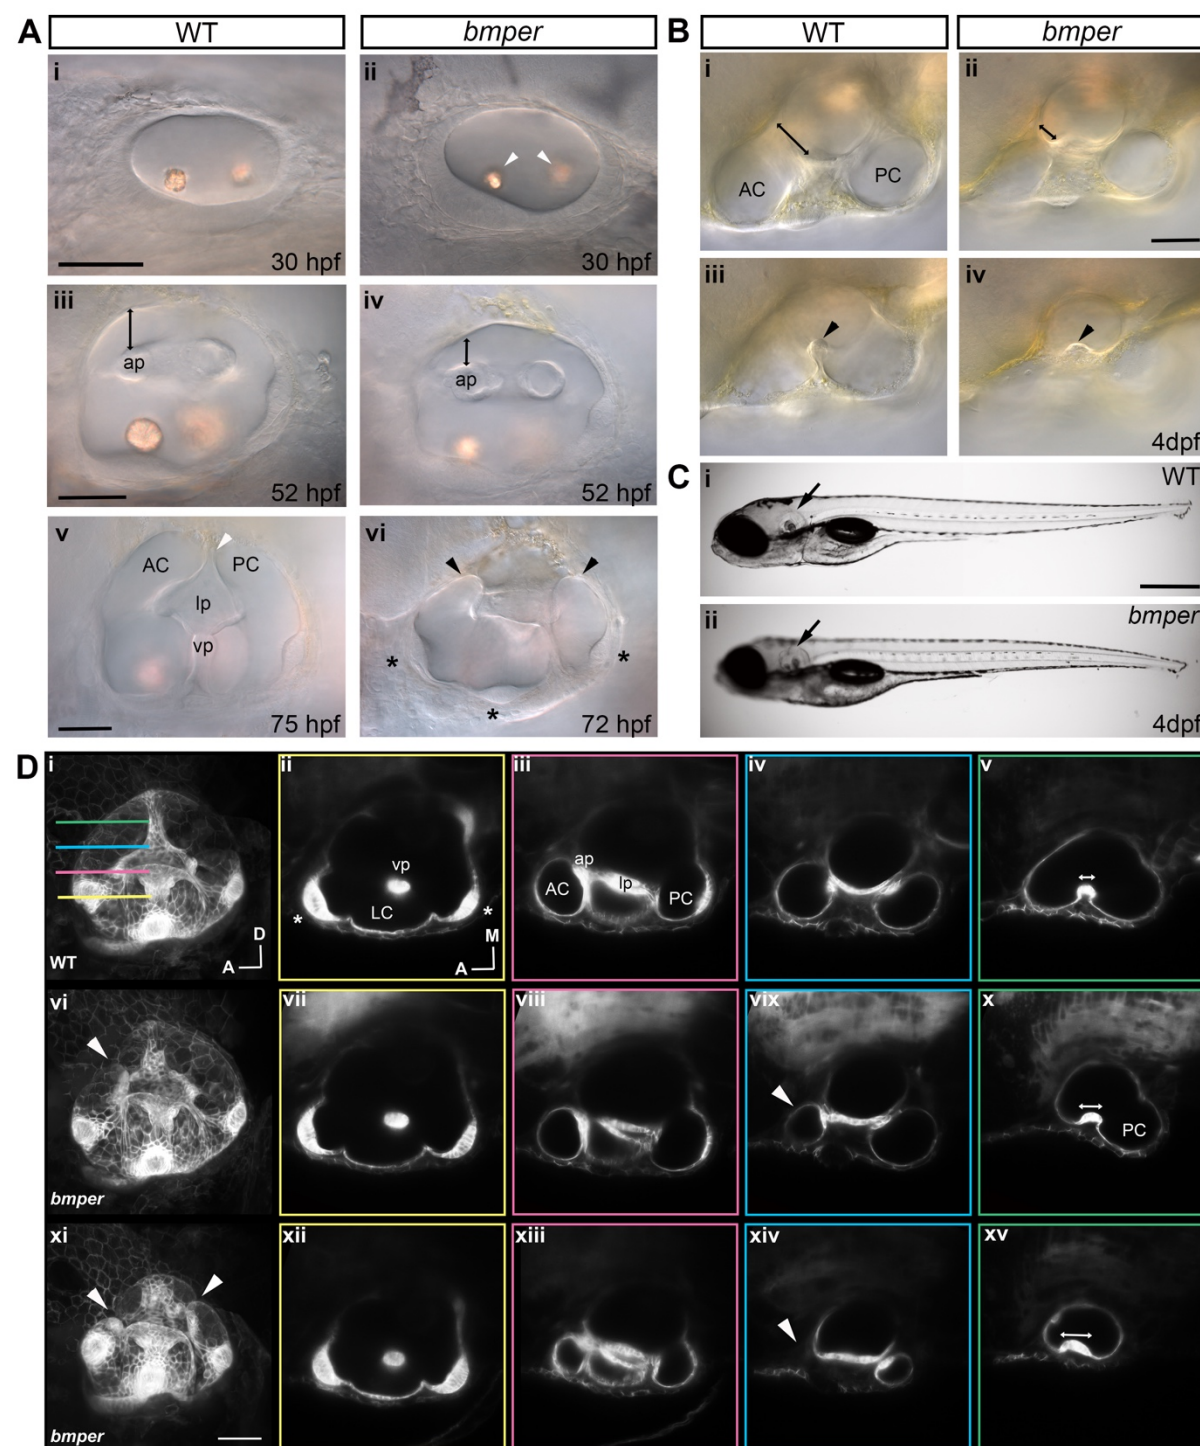 A WT bmper B WT bmper
i ii i ii
AC PC
30 hpf 30 hpf
iii iv iii iv
ap ap
52 hpf 52 hpf 4dpf
C i WT
v vi
AC PC
lp
vp
* * *
75 hpf 72 hpf
ii bmper
4dpf
D i ii iii iv v
vp ap lp
AC PC
LC
* *
D M
A A
WT
vi vii viii vix x
PC
bmper
xi xii xiii xiv xv
bmper